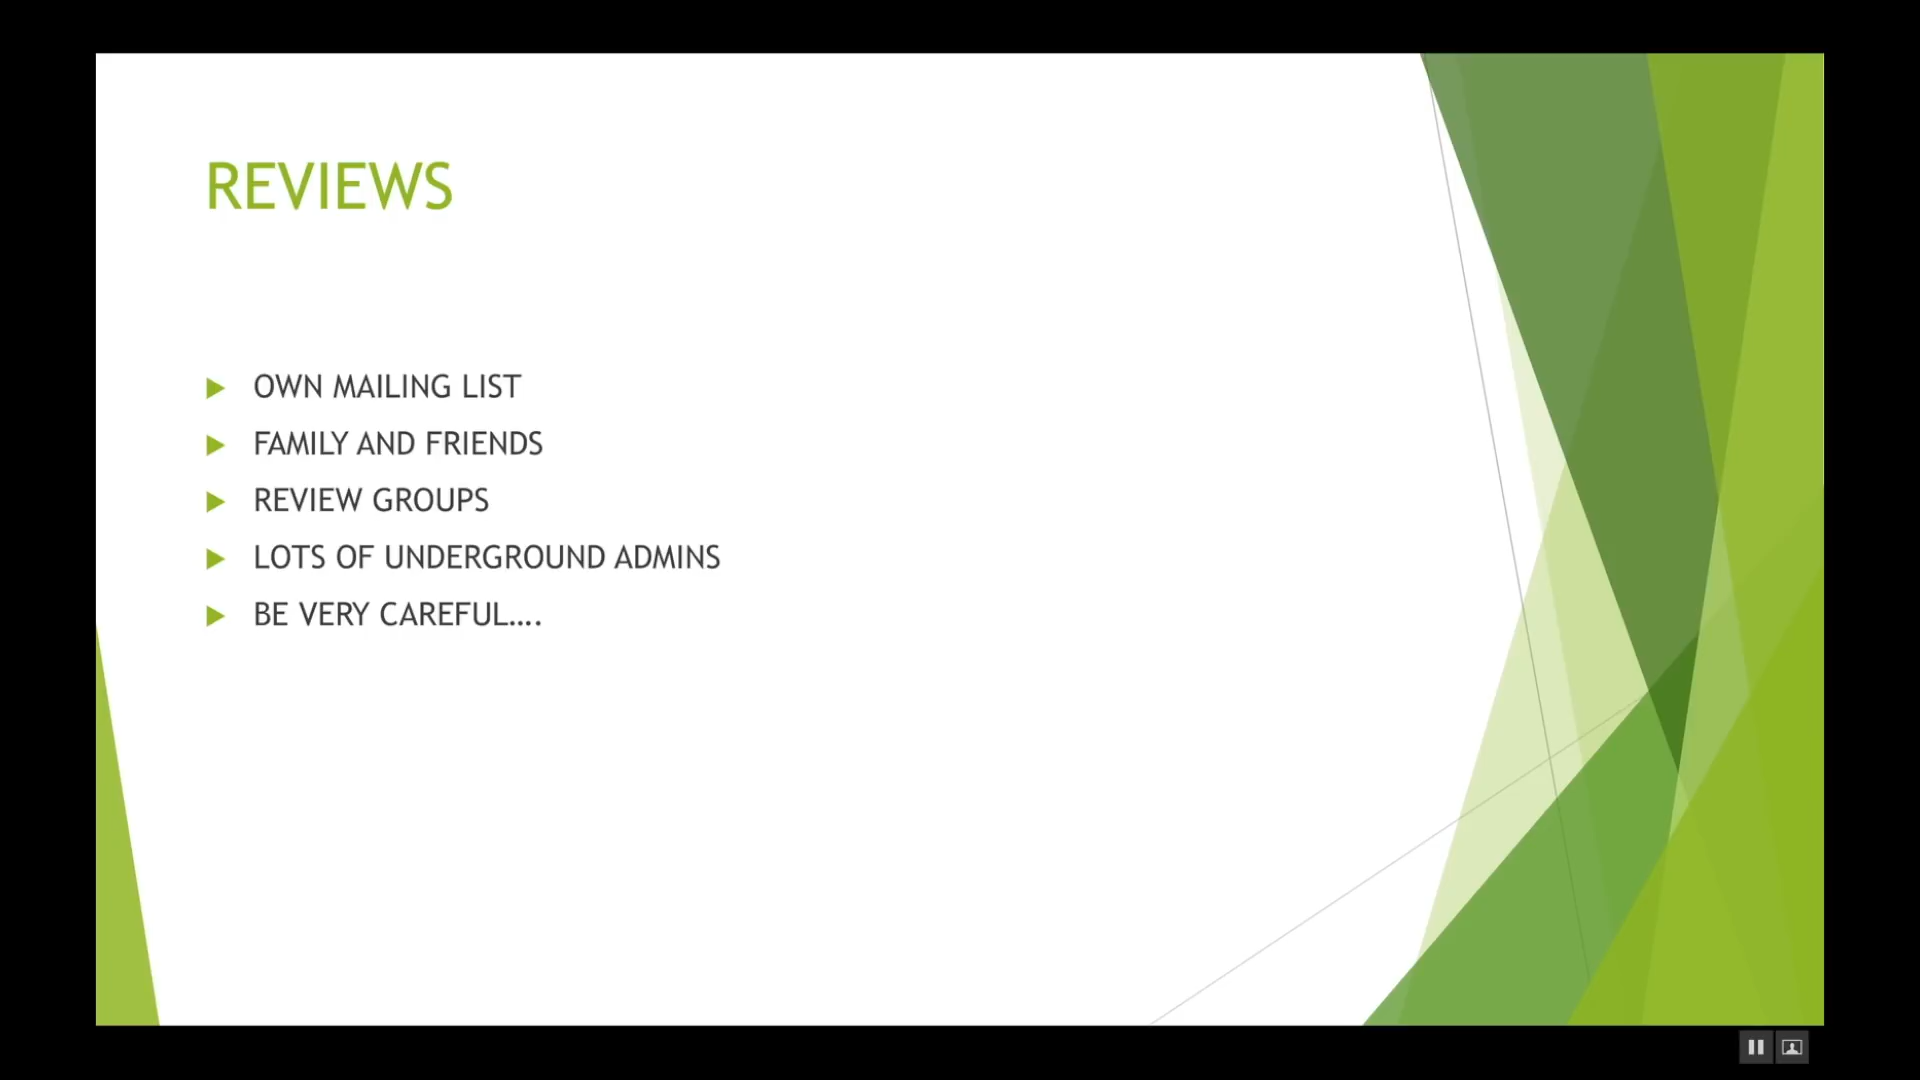 REVIEWS
OWN MAILING LIST
FAMILY AND FRIENDS
REVIEW GROUPS
LOTS OF UNDERGROUND ADMINS
BE VERY CAREFUL….